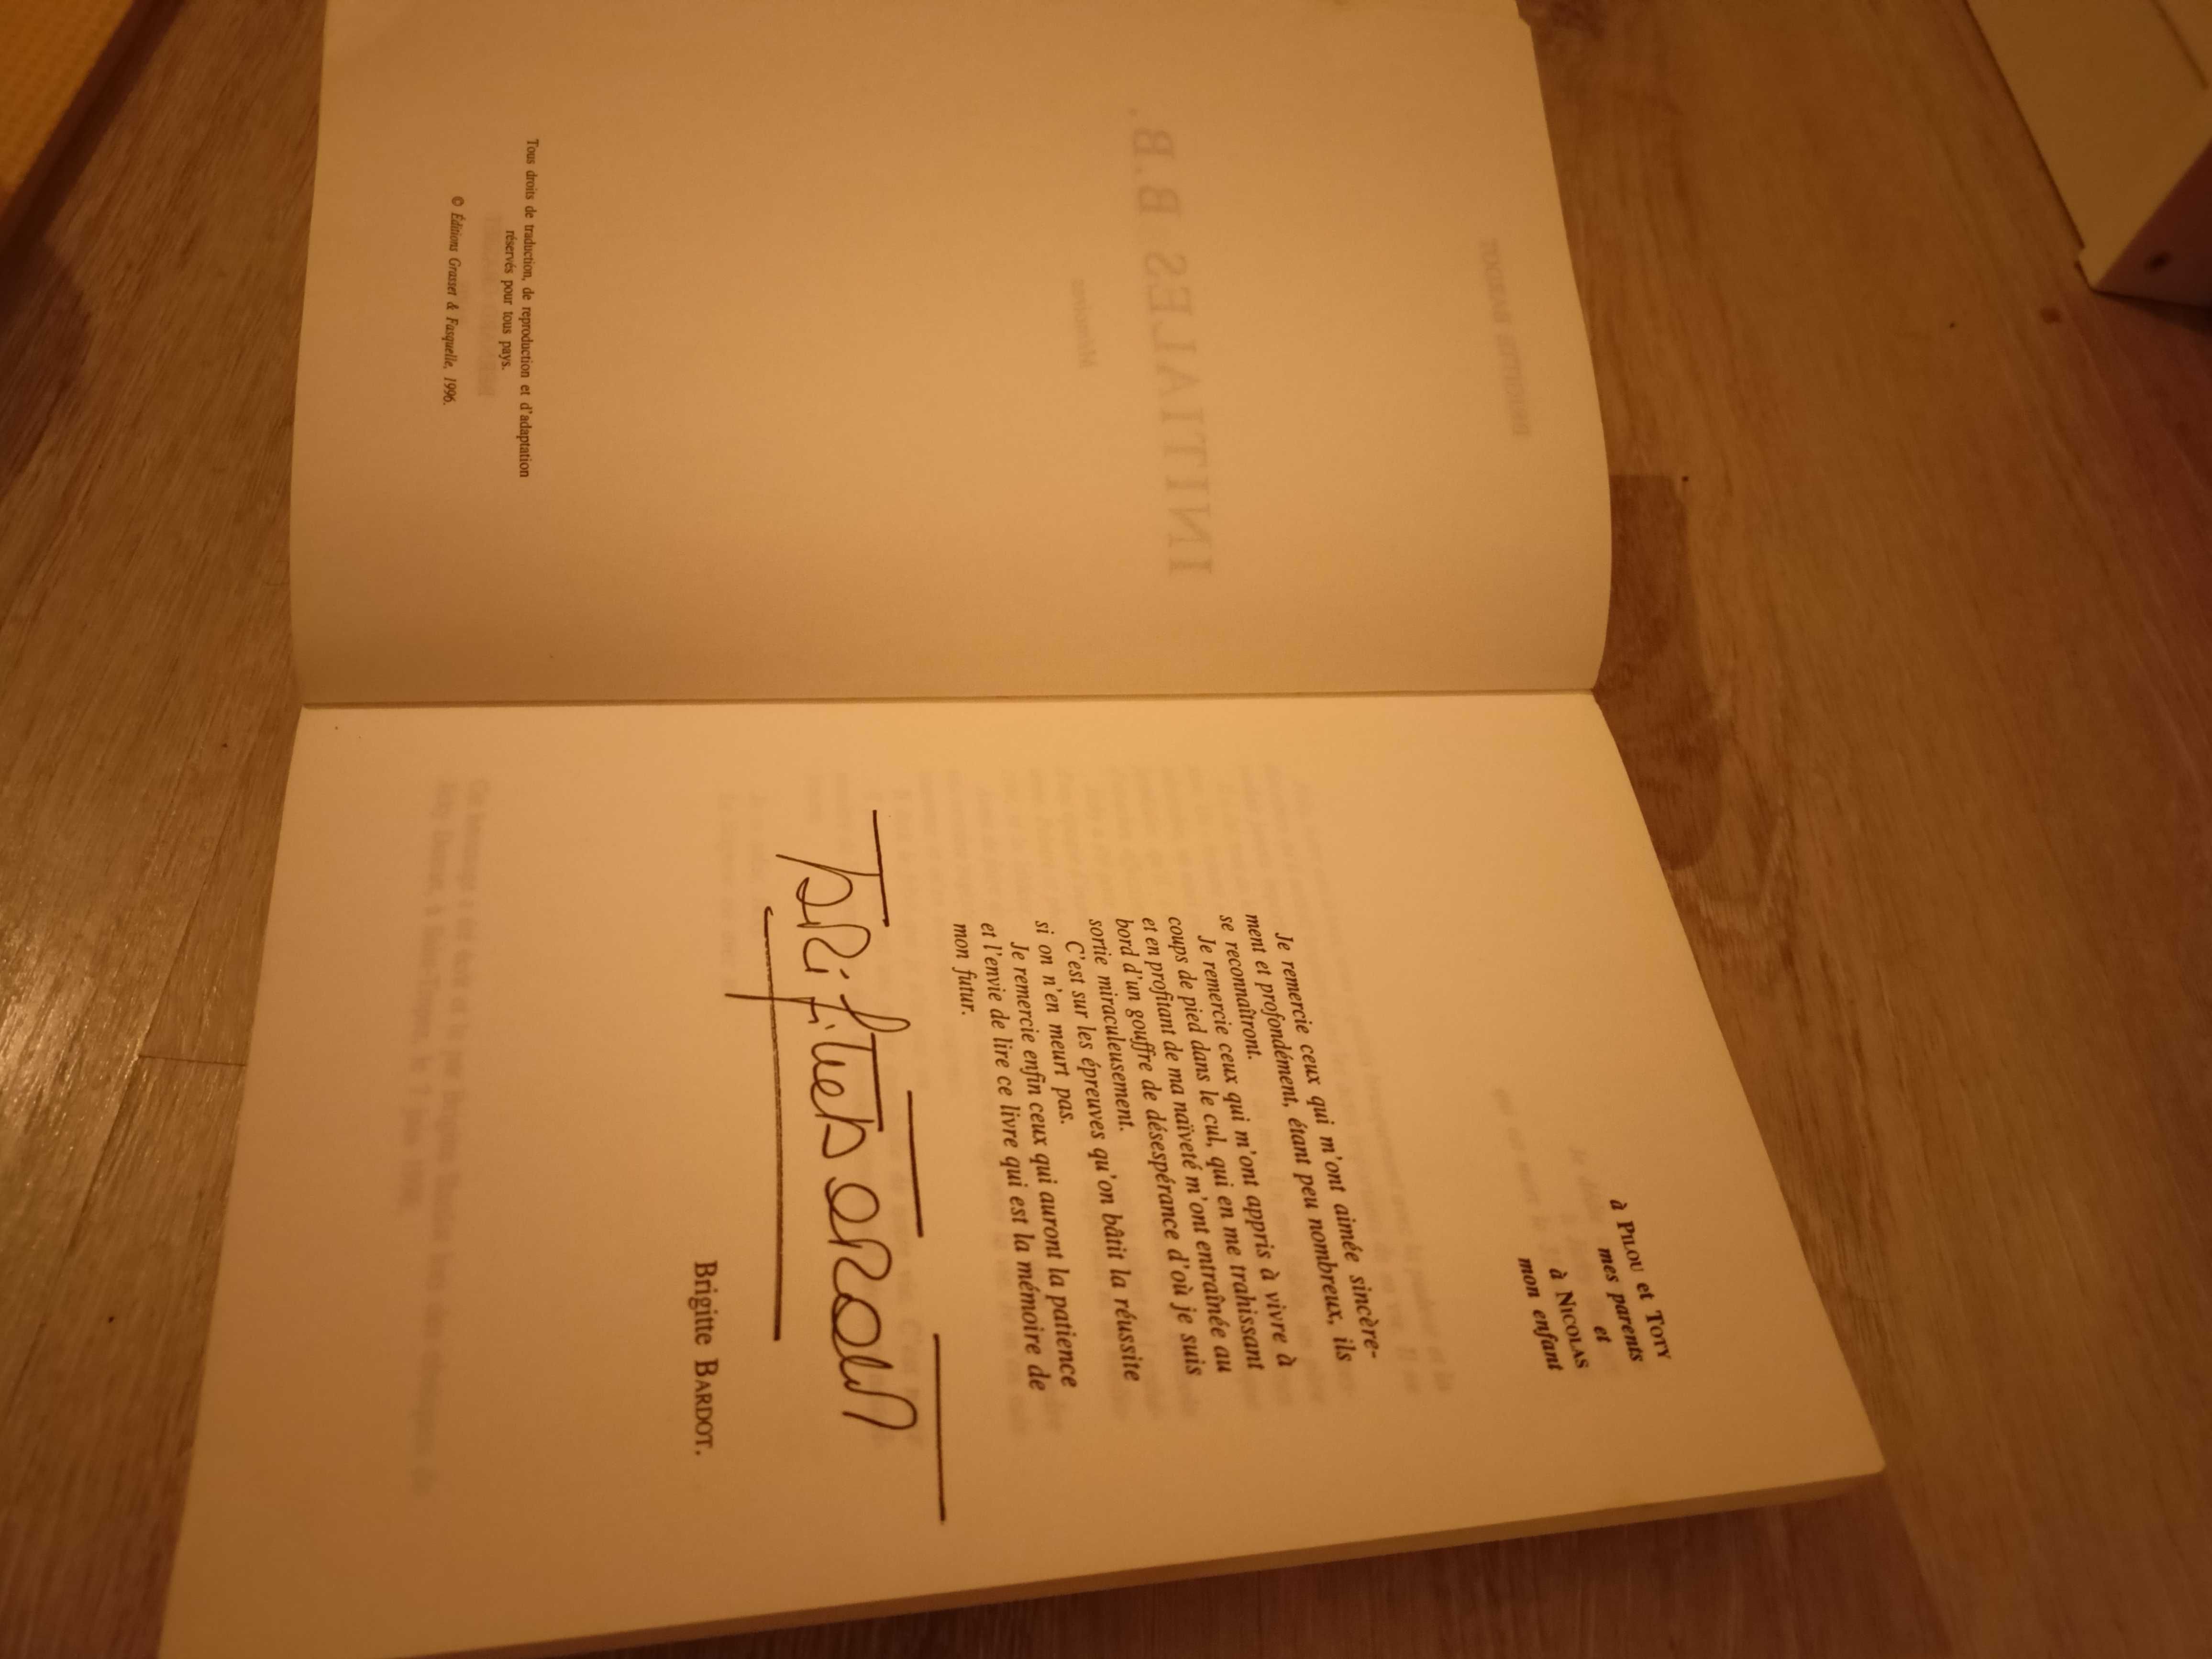 BRIGITTE BARDOT
INITIALES B.B.
Mémoires
Tous droits de traduction, de reproduction et d'adaptation
réservés pour tous pays.
© Éditions Grasset & Fasquelle, 1996.
à PILOU et TOTY
mes parents
et
à NICOLAS
mon enfant
Je remercie ceux qui m'ont aimée sincère-
ment et profondément, étant peu nombreux, ils
se reconnaîtront.
Je remercie ceux qui m'ont appris à vivre à
coups de pied dans le cul, qui en me trahissant
et en profitant de ma naïveté m'ont entraînée au
bord d'un gouffre de désespérance d'où je suis
sortie miraculeusement.
C'est sur les épreuves qu'on bâtit la réussite
si on n'en meurt pas.
Je remercie enfin ceux qui auront la patience
et l'envie de lire ce livre qui est la mémoire de
mon futur.
Brigitte BARDOT.